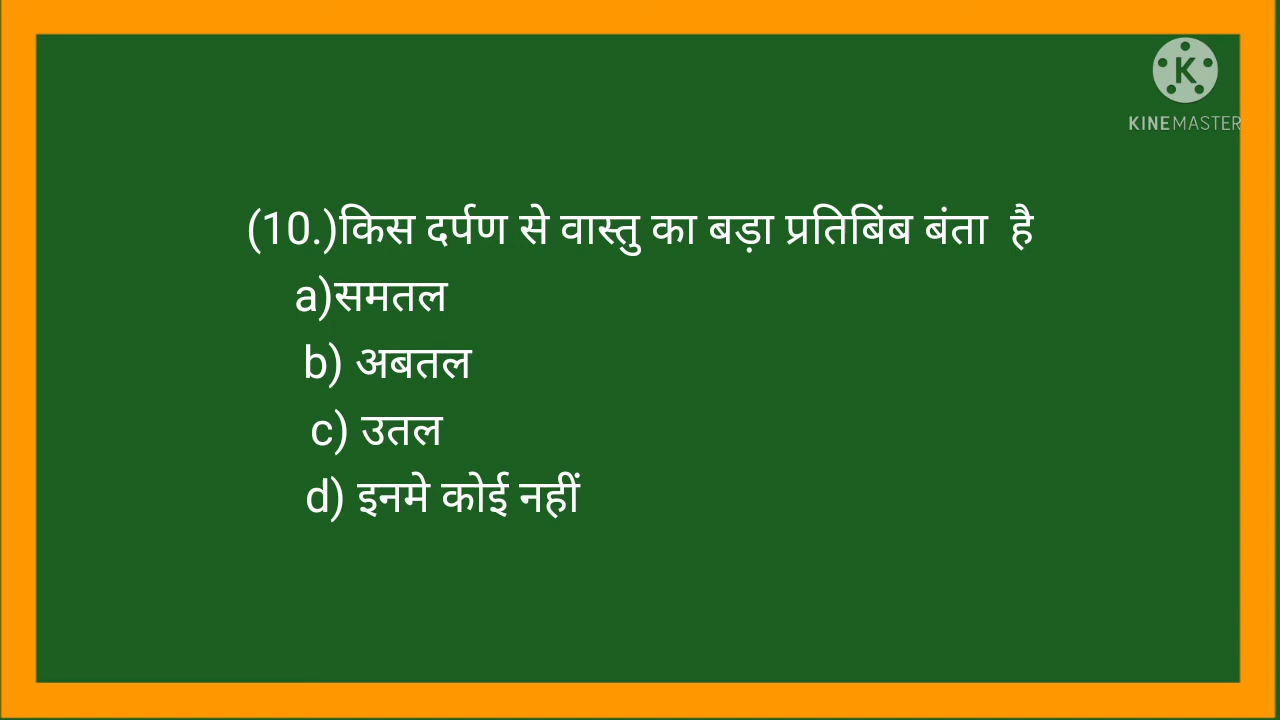 KINEMASTER
(10.)किस दर्पण से वास्तु का बड़ा प्रतिबिंब बंता है
a)समतल
b) अबतल
c) उतल
d) इनमे कोई नहीं